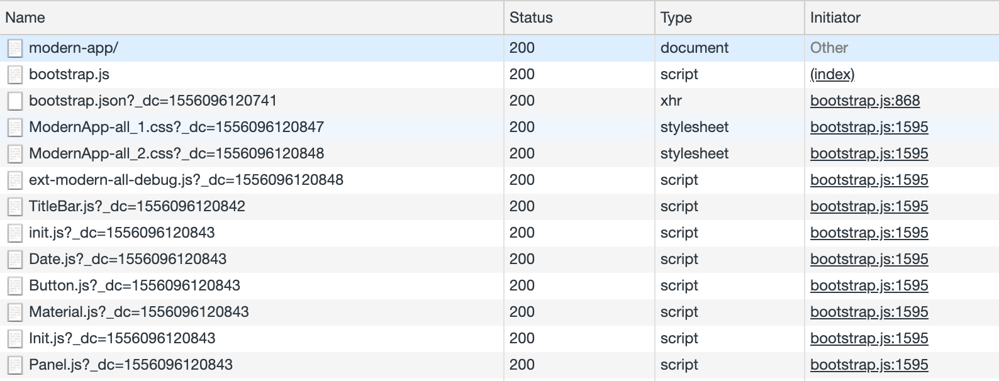 Name Status Type Initiator
modern-app/ 200 document Other
bootstrap.js 200 script (index)
bootstrap.json?_dc=1556096120741 200 xhr bootstrap.js:868
ModernApp-all_1.css?_dc=1556096120847 200 stylesheet bootstrap.js:1595
ModernApp-all_2.css?_dc=1556096120848 200 stylesheet bootstrap.js:1595
ext-modern-all-debug.js?_dc=1556096120848 200 script bootstrap.js:1595
TitleBar.js?_dc=1556096120842 200 script bootstrap.js:1595
init.js?_dc=1556096120843 200 script bootstrap.js:1595
Date.js?_dc=1556096120843 200 script bootstrap.js:1595
Button.js?_dc=1556096120843 200 script bootstrap.js:1595
Material.js?_dc=1556096120843 200 script bootstrap.js:1595
Init.js?_dc=1556096120843 200 script bootstrap.js:1595
Panel.js?_dc=1556096120843 200 script bootstrap.js:1595